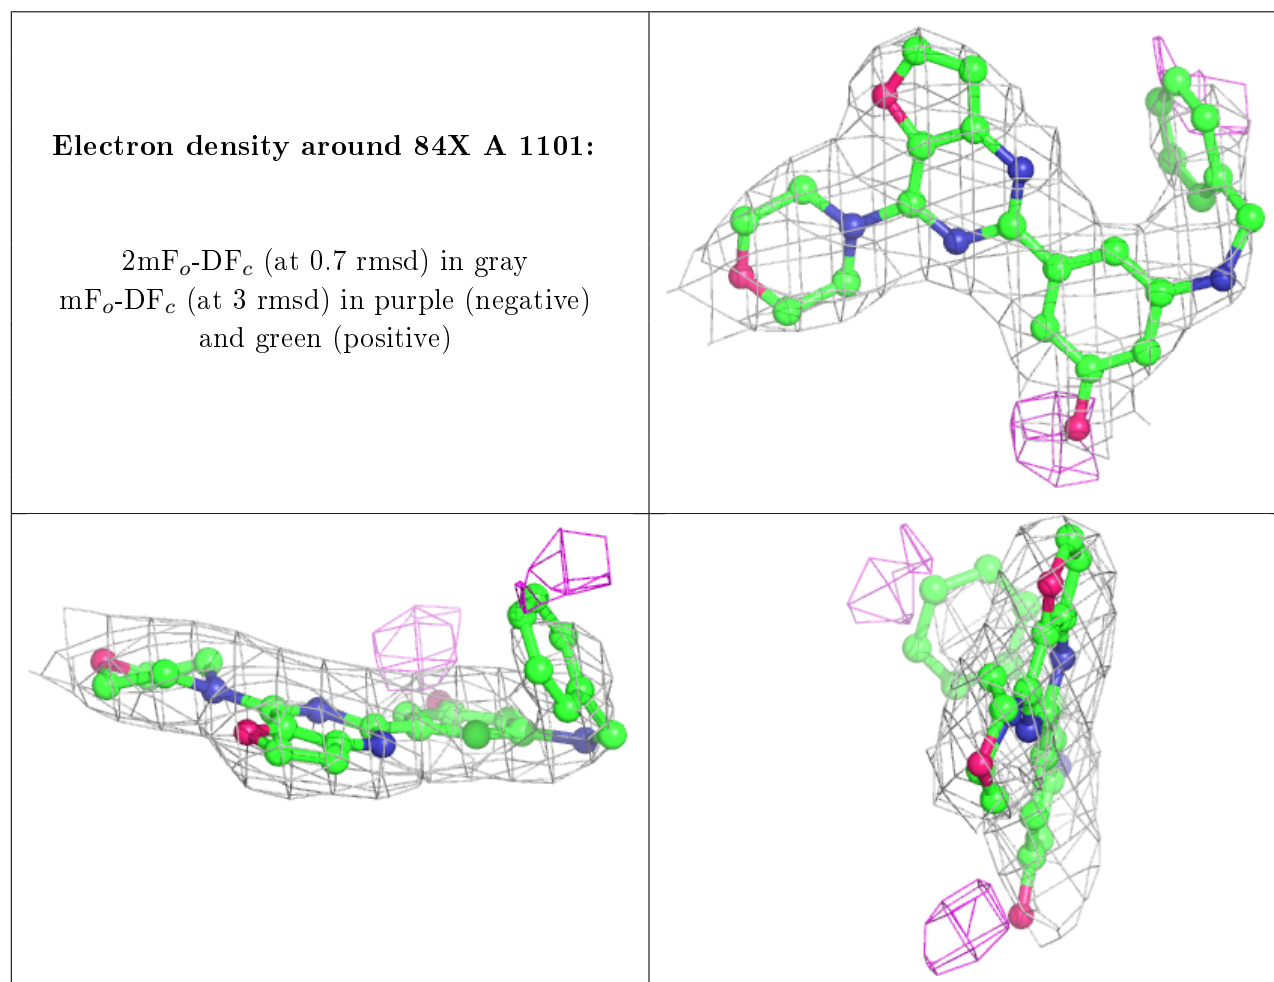 Electron density around 84X A 1101:
2mFo-DFc (at 0.7 rmsd) in gray
mFo-DFc (at 3 rmsd) in purple (negative)
and green (positive)